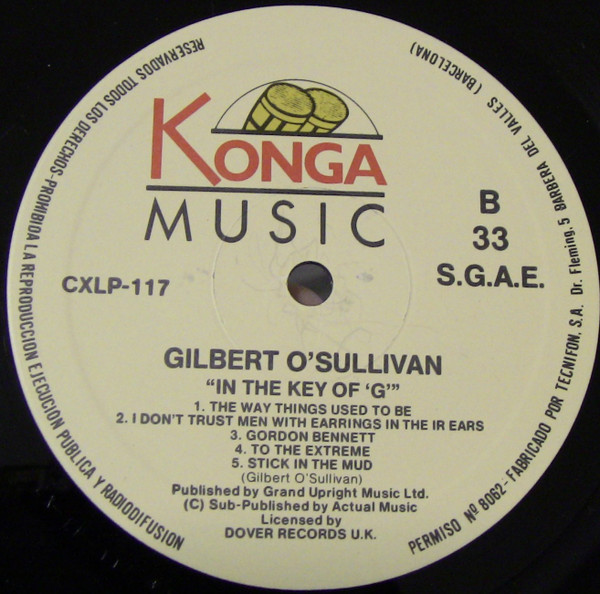 KONGA
MUSIC
B
33
S.G.A.E.
CXLP-117
GILBERT O'SULLIVAN
“IN THE KEY OF ‘G’”
1. THE WAY THINGS USED TO BE
2. I DON'T TRUST MEN WITH EARRINGS IN THE IR EARS
3. GORDON BENNETT
4. TO THE EXTREME
5. STICK IN THE MUD
(Gilbert O'Sullivan)
Published by Grand Upright Music Ltd.
(C) Sub-Published by Actual Music
Licensed by
DOVER RECORDS U.K.
RESERVADOS TODOS LOS DERECHOS-PROHIBIDA LA REPRODUCCION EJECUCION PUBLICA Y RADIODIFUSION
PERMISO Nº 8062-FABRICADO POR TECNIFON, S.A. Dr. Fleming, 5 BARBERA DEL VALLES (BARCELONA)